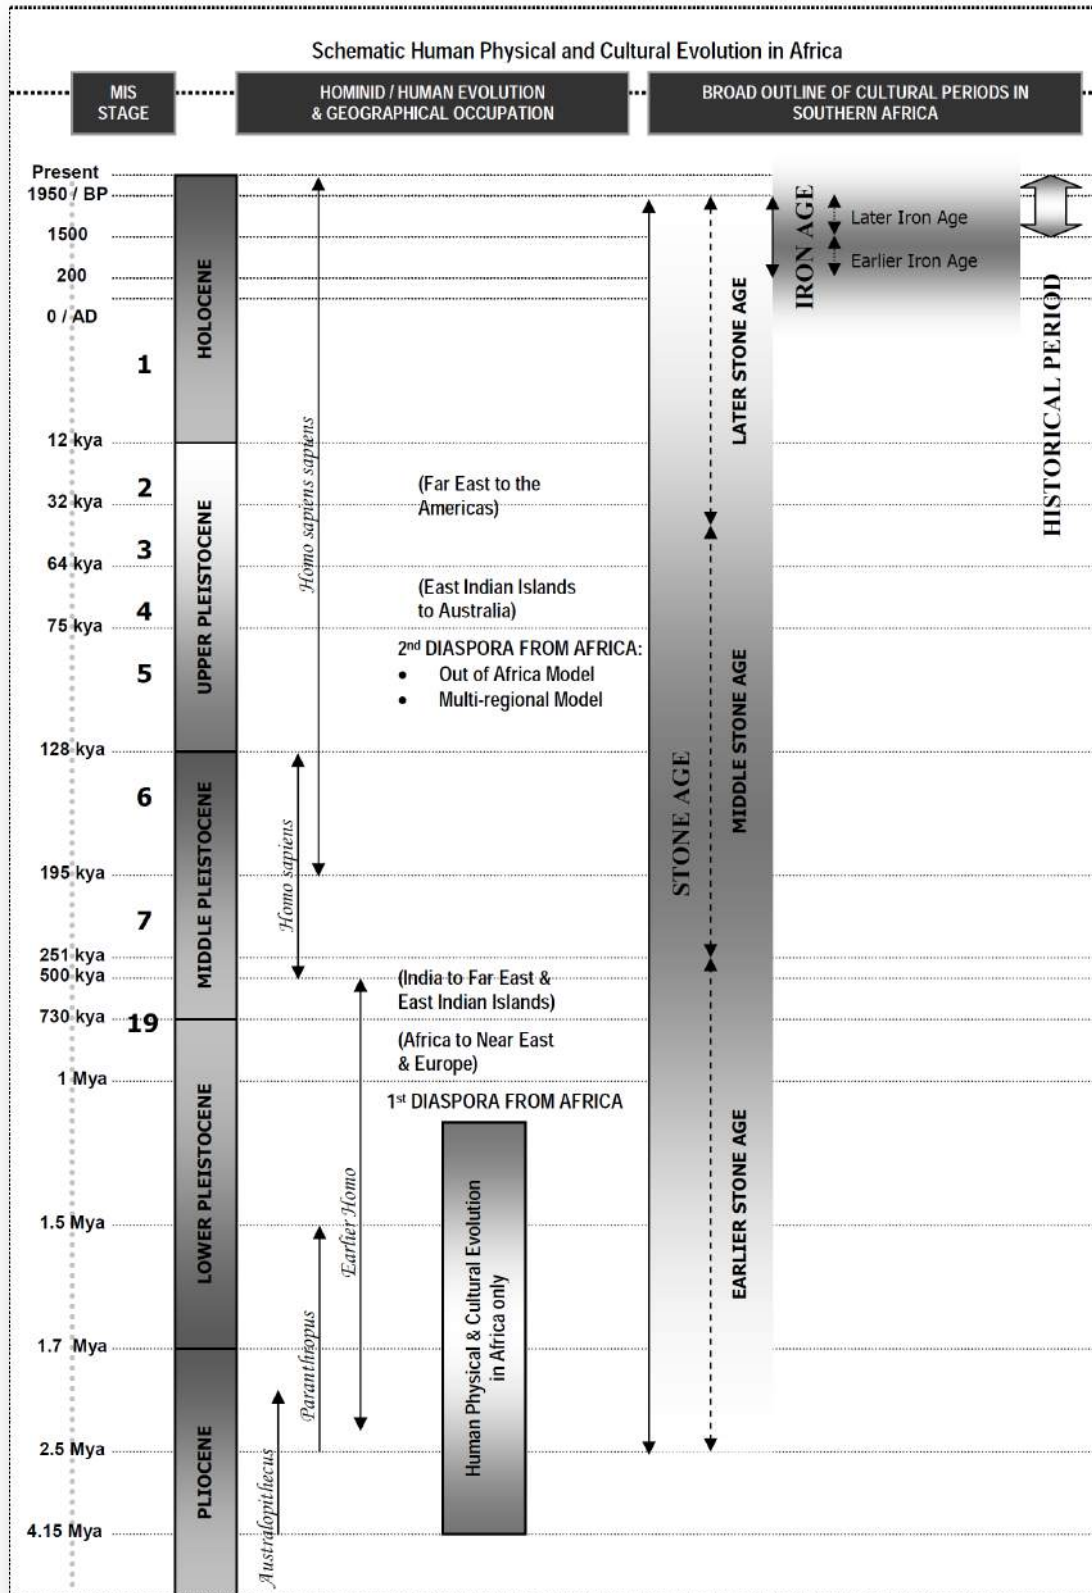 Schematic Human Physical and Cultural Evolution in Africa
MIS
STAGE
HOMINID / HUMAN EVOLUTION
& GEOGRAPHICAL OCCUPATION
BROAD OUTLINE OF CULTURAL PERIODS IN
SOUTHERN AFRICA
Present
1950 / BP
1500
200
0 / AD
12 kya
32 kya
64 kya
75 kya
128 kya
195 kya
251 kya
500 kya
730 kya
1 Mya
1.5 Mya
1.7 Mya
2.5 Mya
4.15 Mya
1
2
3
4
5
6
7
19
HOLOCENE
UPPER PLEISTOCENE
MIDDLE PLEISTOCENE
LOWER PLEISTOCENE
PLIOCENE
Homo sapiens sapiens
Homo sapiens
Earlier Homo
Paranthropus
Australopithecus
(Far East to the
Americas)
(East Indian Islands
to Australia)
2nd DIASPORA FROM AFRICA:
• Out of Africa Model
• Multi-regional Model
(India to Far East &
East Indian Islands)
(Africa to Near East
& Europe)
1st DIASPORA FROM AFRICA
Human Physical & Cultural Evolution
in Africa only
STONE AGE
LATER STONE AGE
MIDDLE STONE AGE
EARLIER STONE AGE
IRON AGE
Later Iron Age
Earlier Iron Age
HISTORICAL PERIOD